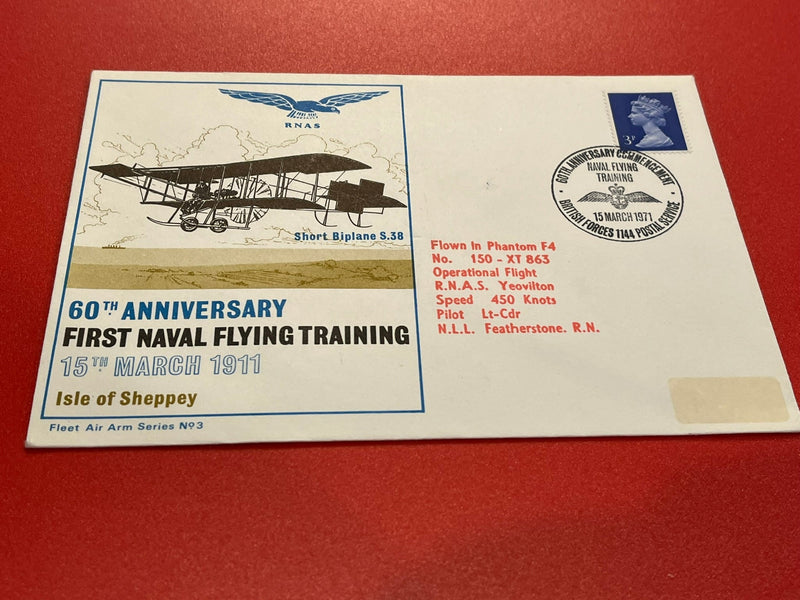 RNAS
Short Biplane S.38
60TH ANNIVERSARY
FIRST NAVAL FLYING TRAINING
15TH MARCH 1911
Isle of Sheppey
Fleet Air Arm Series Nº3
3P
60TH. ANNIVERSARY COMMENCEMENT
NAVAL FLYING
TRAINING
15 MARCH 1971
BRITISH FORCES 1144 POSTAL SERVICE
Flown In Phantom F4
No. 150 - XT 863
Operational Flight
R.N.A.S. Yeovilton
Speed 450 Knots
Pilot Lt-Cdr
N.L.L. Featherstone. R.N.